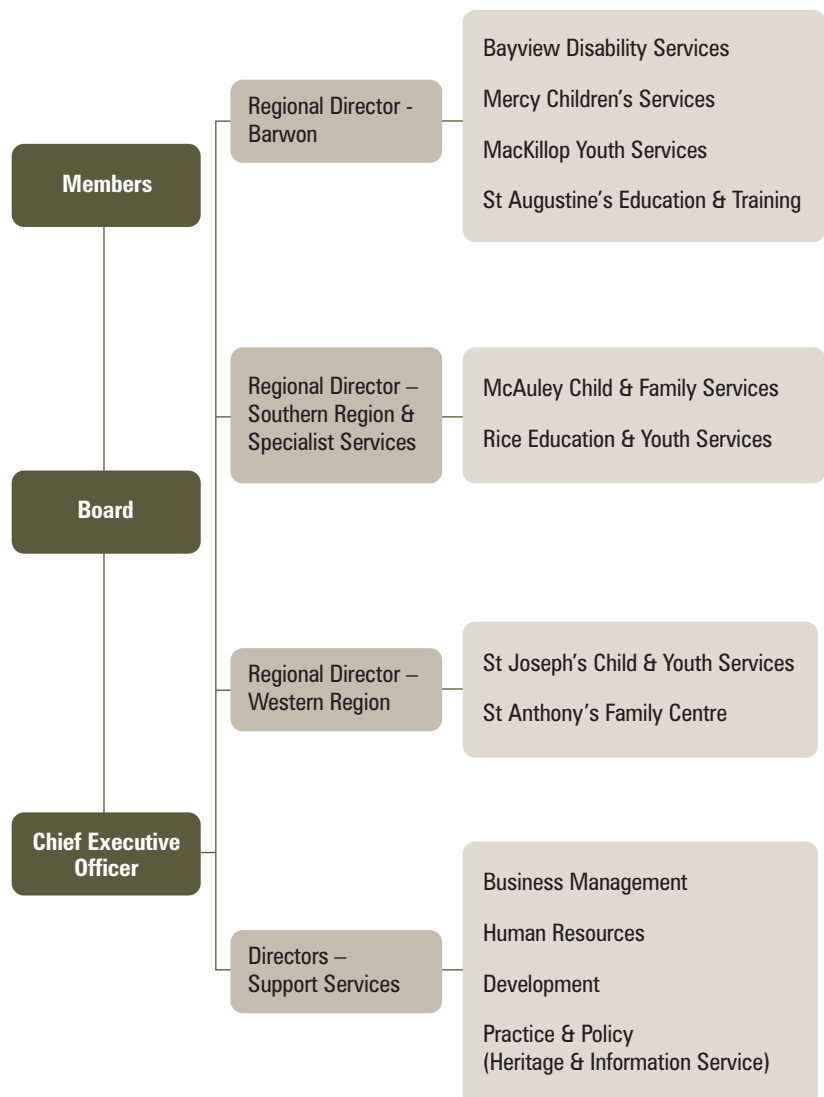 Members
Board
Chief Executive
Officer
Regional Director -
Barwon
Bayview Disability Services
Mercy Children’s Services
MacKillop Youth Services
St Augustine’s Education & Training
Regional Director –
Southern Region &
Specialist Services
McAuley Child & Family Services
Rice Education & Youth Services
Regional Director –
Western Region
St Joseph’s Child & Youth Services
St Anthony’s Family Centre
Directors –
Support Services
Business Management
Human Resources
Development
Practice & Policy
(Heritage & Information Service)